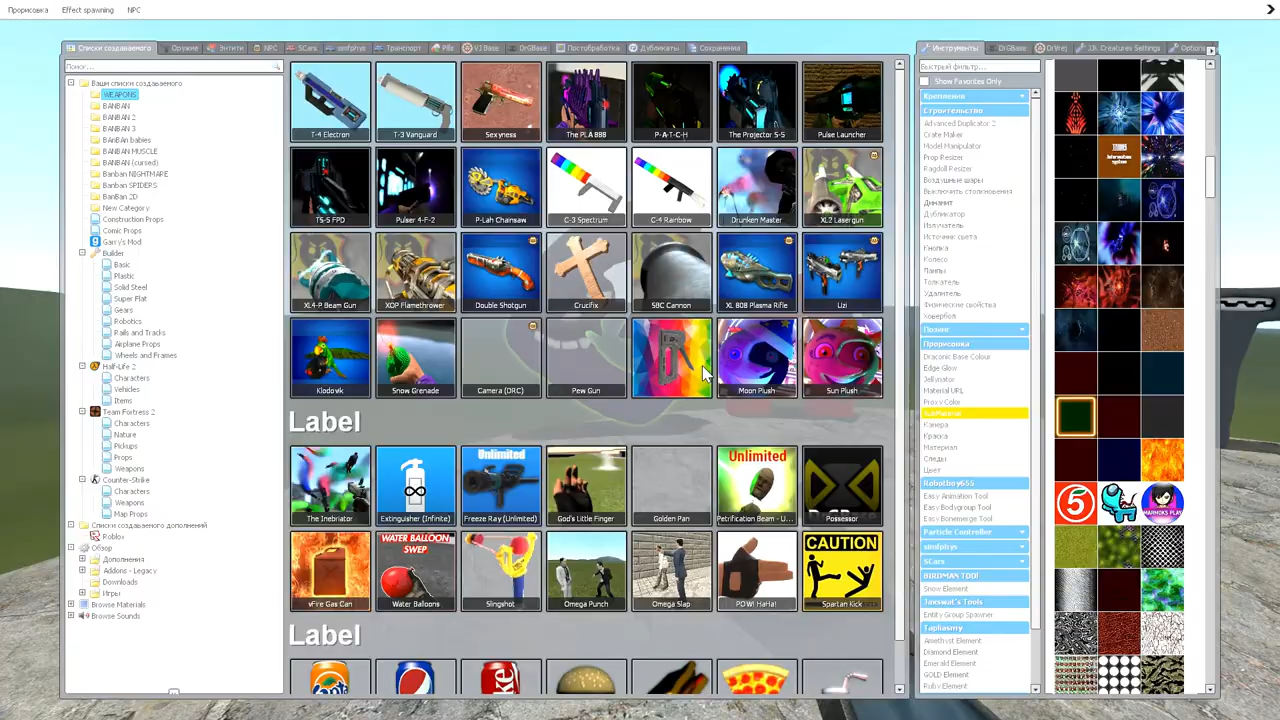 Прорисовка Effect spawning NPC
Списки создаваемого Оружие Энтити NPC SCars simfphys Транспорт Pills VJ Base DrGBase Постобработка Дубликаты Сохранения
Инструменты DrGBase Options
Поиск...
Быстрый фильтр...
Show Favorites Only
Ваши списки создаваемого
WEAPONS
BANBAN
BANBAN 2
BANBAN 3
BANBan babies
BANBAN MUSCLE
BANBAN (cursed)
Banban NIGHTMARE
Banban SPIDERS
BanBan 2D
New Category
Construction Props
Comic Props
Garry's Mod
Builder
Basic
Plastic
Solid Steel
Super Flat
Gears
Robotics
Rails and Tracks
Airplane Props
Wheels and Frames
Half-Life 2
Characters
Vehicles
Items
Team Fortress 2
Characters
Nature
Pickups
Props
Weapons
Counter-Strike
Characters
Weapons
Map Props
Списки создаваемого дополнений
Roblox
Обзор
Дополнения
Addons - Legacy
Downloads
Игры
Browse Materials
Browse Sounds
T-4 Electron T-3 Vanguard Sexyness The PLA 888 P-A-T-C-H The Projector S-5 Pulse Launcher
TS-S FPD Pulser 4-F-2 P-Lah Chainsaw C-3 Spectrum C-4 Rainbow Drunken Master XL2 Lasergun
XL4-P Beam Gun XOP Flamethrower Double Shotgun Crucifix SBC Cannon XL 808 Plasma Rifle Uzi
Klodovik Snow Grenade Camera (DRC) Pew Gun Moon Plush Sun Plush
Label
Unlimited
Unlimited
The Inebriator Extinguisher (Infinite) Freeze Ray (Unlimited) God's Little Finger Golden Pan Petrification Beam - U... Possessor
WATER BALLOONS
SWEP
CAUTION
vFire Gas Can Water Balloons Slingshot Omega Punch Omega Slap POW! HaHa! Spartan Kick
Label
Fanta
Крепления
Строительство
Advanced Duplicator 2
Crate Maker
Model Manipulator
Prop Resizer
Ragdoll Resizer
Воздушные шары
Выключить столкновения
Динамит
Дубликатор
Излучатель
Источник света
Кнопка
Колесо
Лампы
Толкатель
Удалитель
Физические свойства
Ховербол
Позинг
Прорисовка
Draconic Base Colour
Edge Glow
Jellvinator
Material URL
Proxy Color
SubMaterial
Камера
Краска
Материал
Следы
Цвет
Robotboy655
Easy Animation Tool
Easy Bodygroup Tool
Easy Bonemerge Tool
Particle Controller
simfphys
SCars
BIRDMAN TOOL
Snow Element
Jaxswat's Tools
Entity Group Spawner
Taphasmy
Amethyst Element
Diamond Element
Emerald Element
GOLD Element
Ruby Element